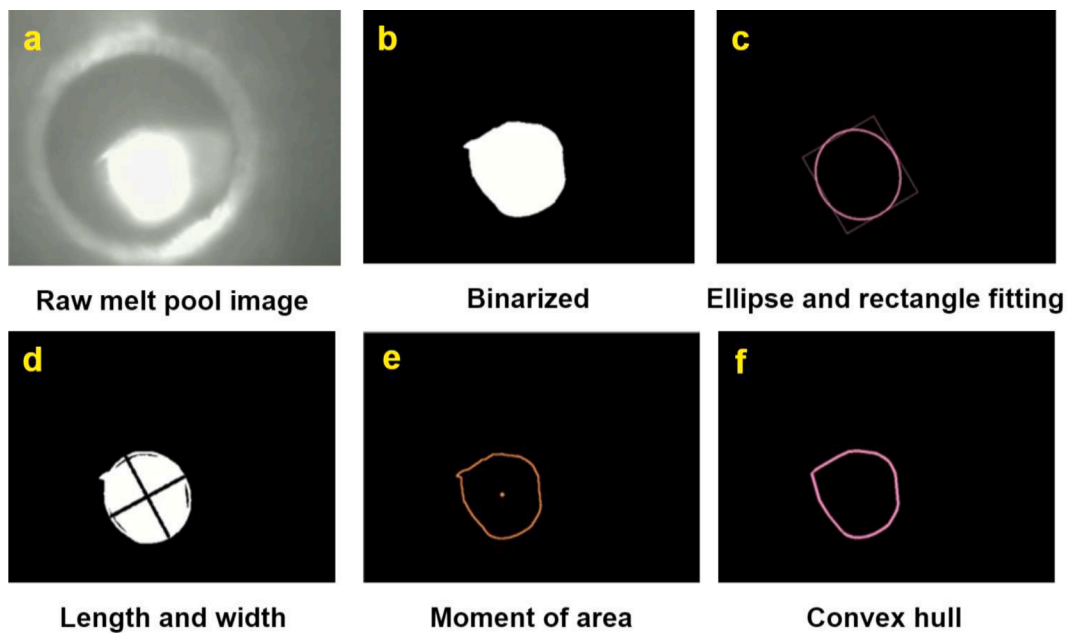 a
b
c
Raw melt pool image
Binarized
Ellipse and rectangle fitting
d
e
f
Length and width
Moment of area
Convex hull